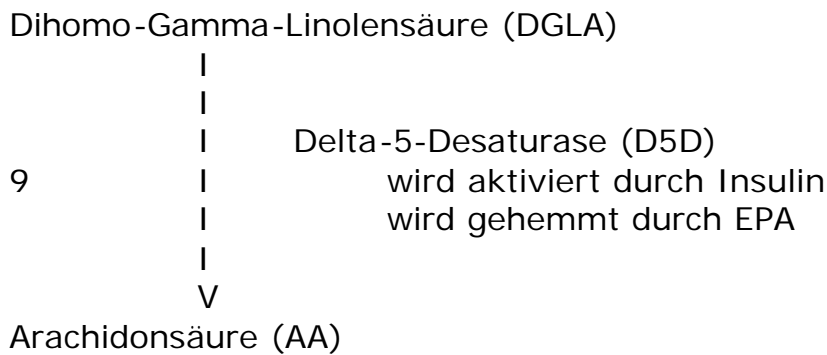 Dihomo-Gamma-Linolensäure (DGLA)
I
I
I Delta-5-Desaturase (D5D)
9 I wird aktiviert durch Insulin
I wird gehemmt durch EPA
I
V
Arachidonsäure (AA)